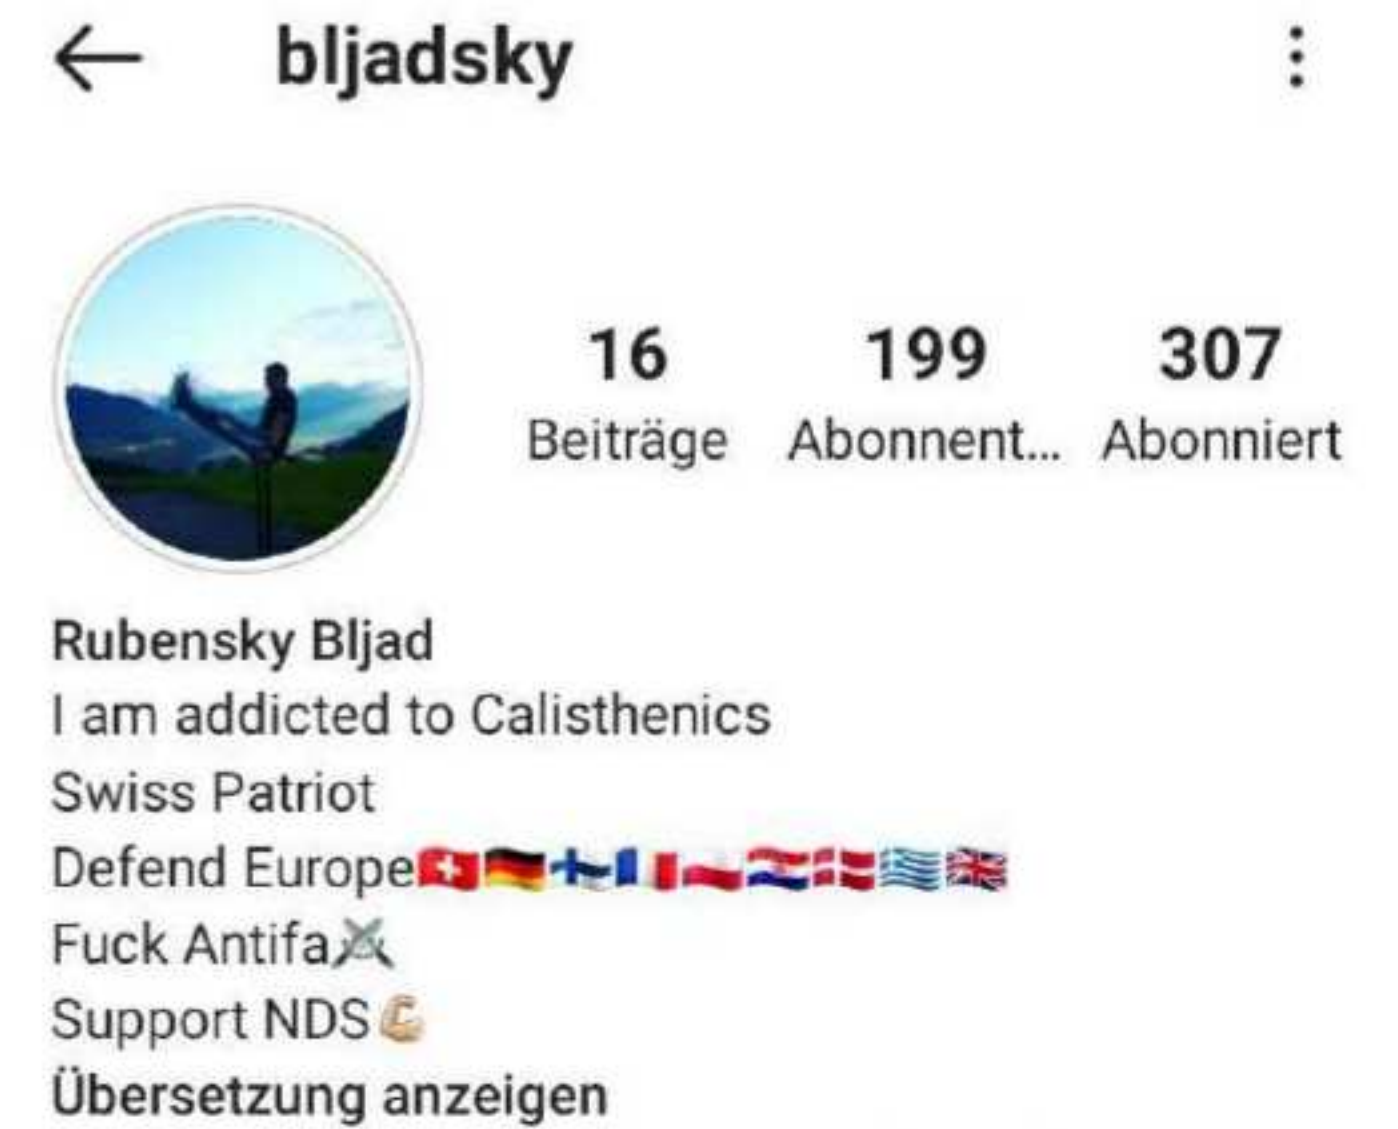 bljadsky
16 199 307
Beiträge Abonnent... Abonniert
Rubensky Bljad
I am addicted to Calisthenics
Swiss Patriot
Defend Europe🇨🇭🇩🇪🇫🇮🇫🇷🇵🇱🇭🇷🇩🇰🇬🇷🇬🇧
Fuck Antifa⚔️
Support NDS💪🏼
Übersetzung anzeigen